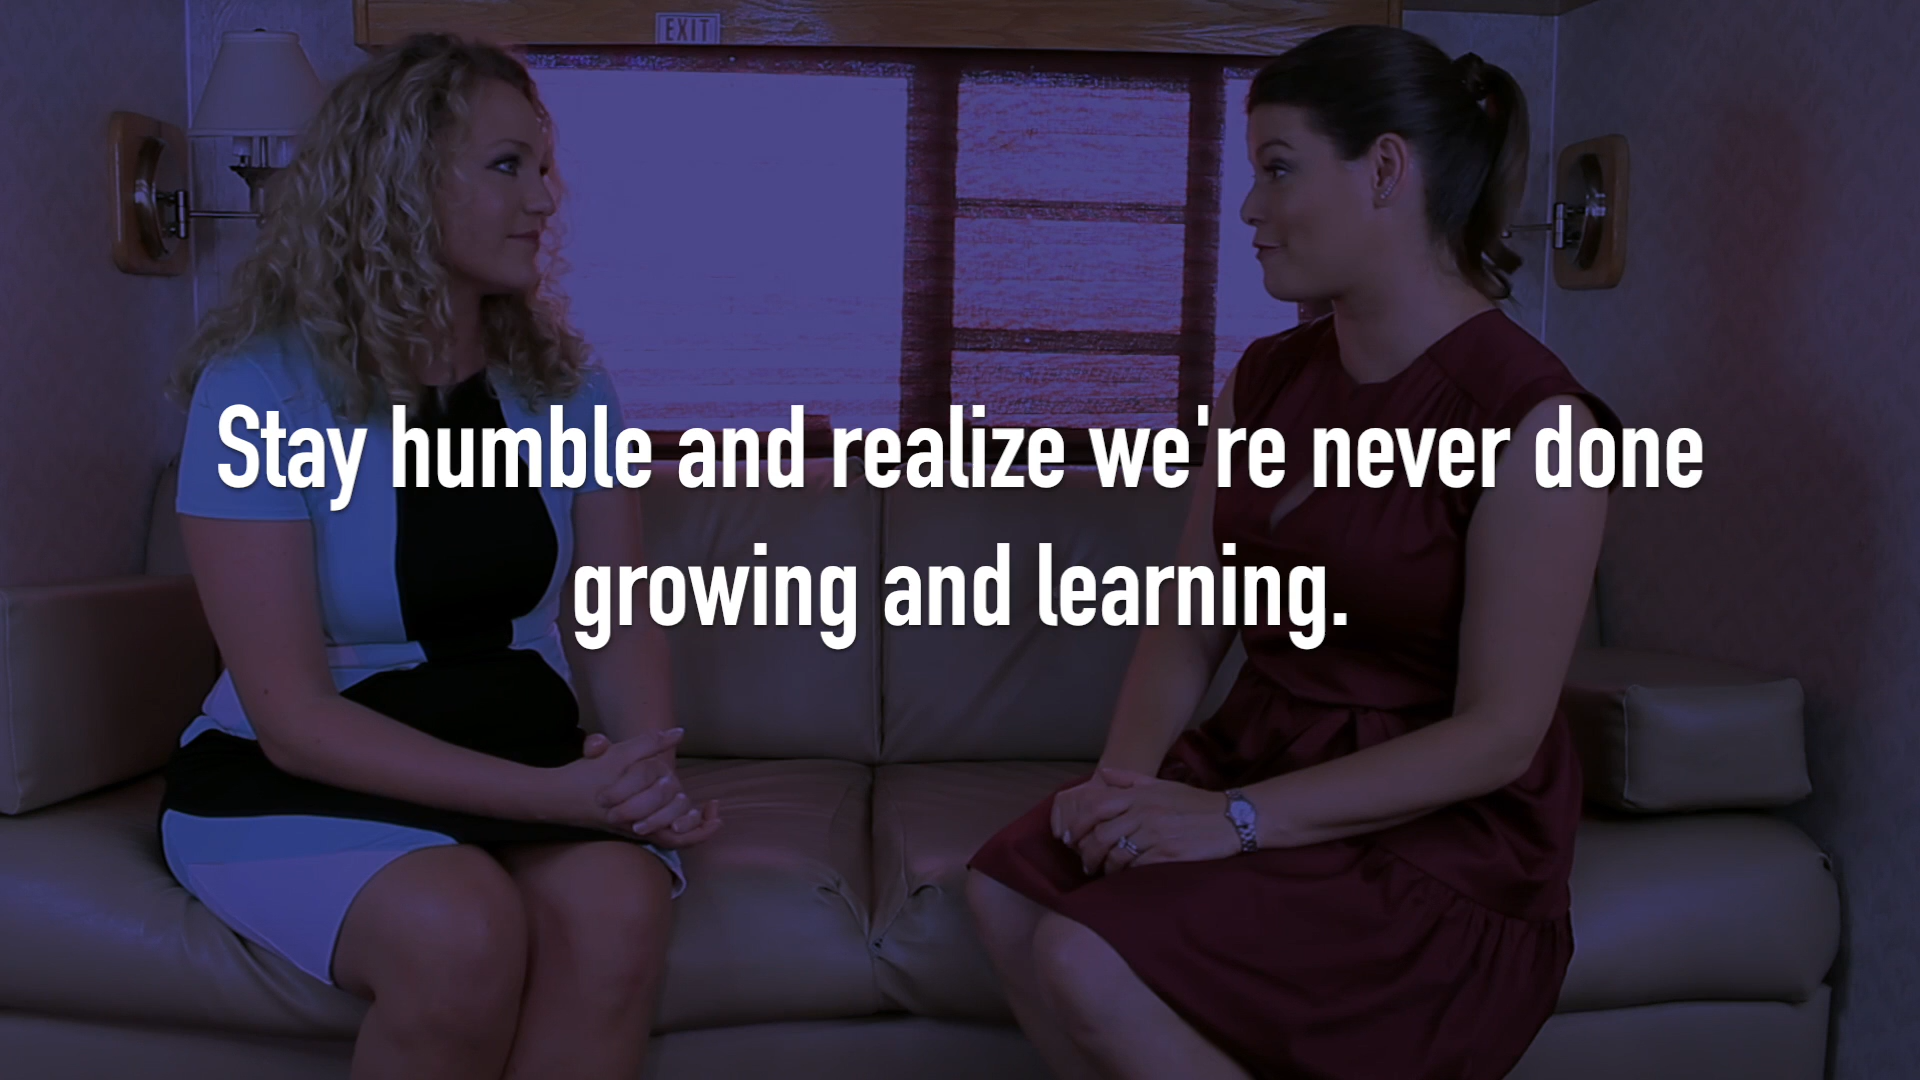 EXIT
Stay humble and realize we're never done
growing and learning.